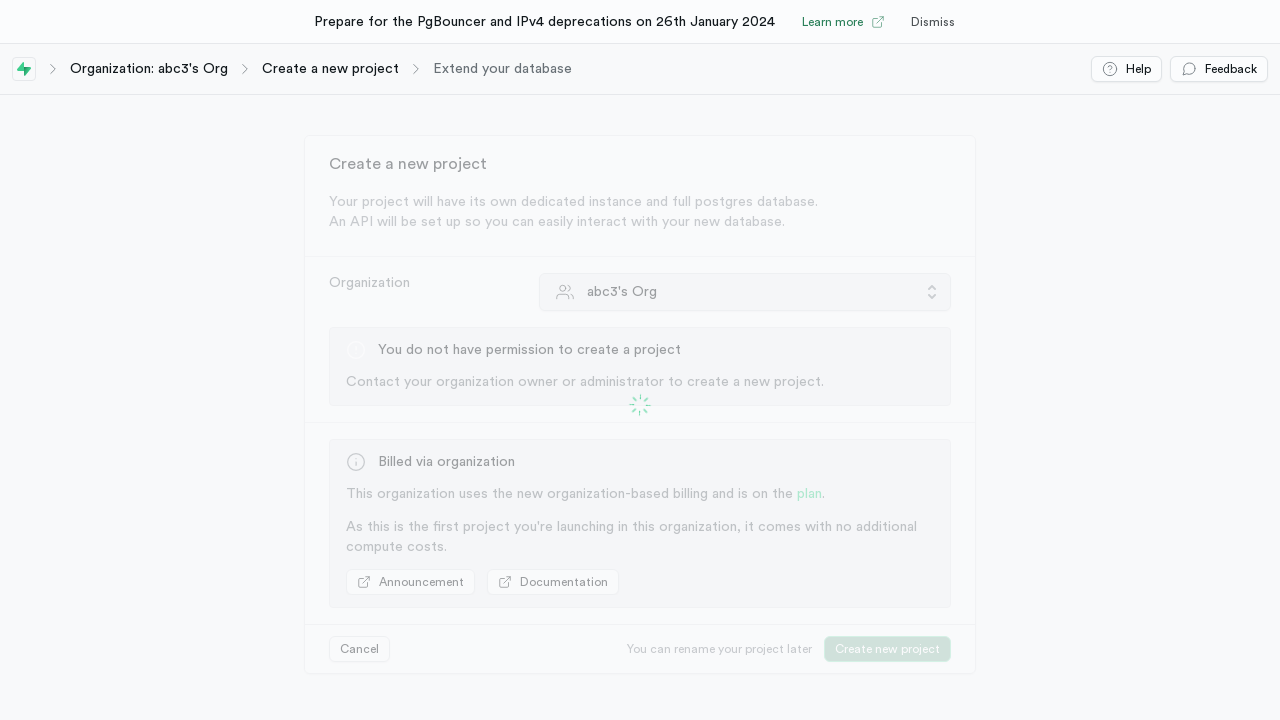 Prepare for the PgBouncer and IPv4 deprecations on 26th January 2024 Learn more Dismiss
Organization: abc3's Org Create a new project Extend your database Help Feedback
Create a new project
Your project will have its own dedicated instance and full postgres database.
An API will be set up so you can easily interact with your new database.
Organization abc3's Org
You do not have permission to create a project
Contact your organization owner or administrator to create a new project.
Billed via organization
This organization uses the new organization-based billing and is on the plan.
As this is the first project you're launching in this organization, it comes with no additional
compute costs.
Announcement Documentation
Cancel You can rename your project later Create new project